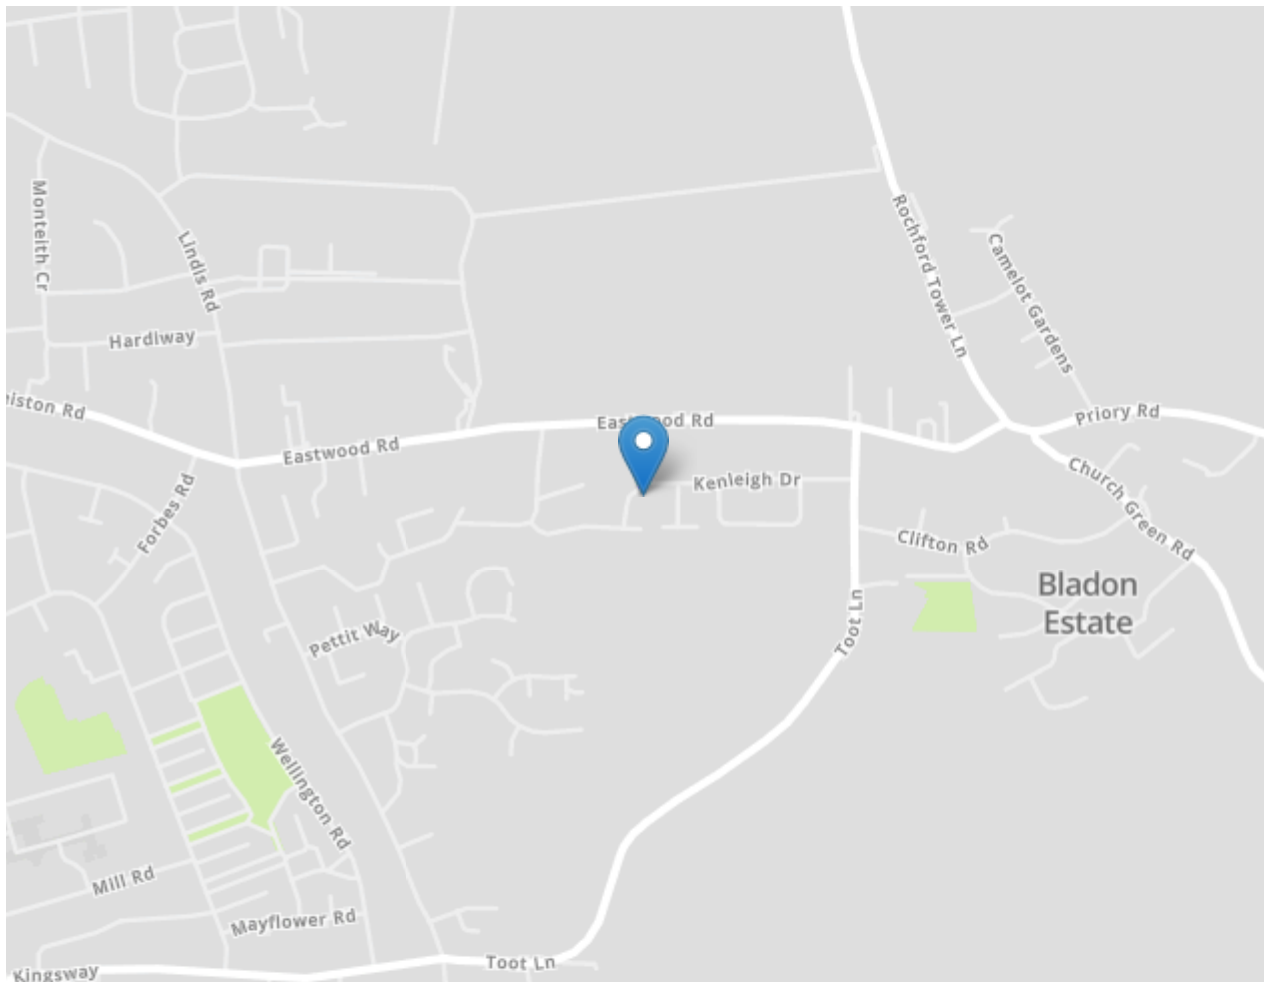 Monteith Cr
Lindis Rd
Hardiway
Rochford Tower Ln
Camelot Gardens
eiston Rd
Eastwood Rd
Priory Rd
Eastwood Rd
Kenleigh Dr
Church Green Rd
Forbes Rd
Clifton Rd
Bladon
Estate
Toot Ln
Pettit Way
Wellington Rd
Mill Rd
Mayflower Rd
Toot Ln
Kingsway